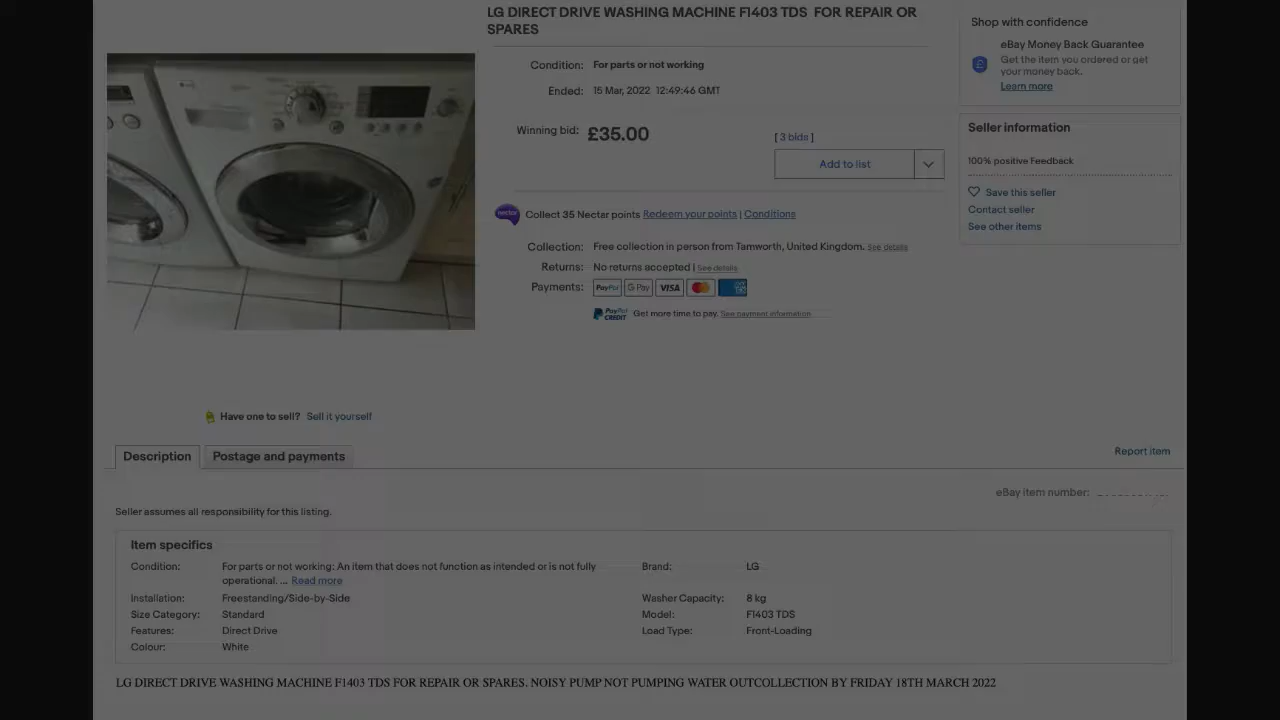 LG DIRECT DRIVE WASHING MACHINE F1403 TDS  FOR REPAIR OR
SPARES
Condition: For parts or not working
Ended: 15 Mar, 2022  12:49:46 GMT
Winning bid: £35.00
[ 3 bids ]
Add to list
nectar
Collect 35 Nectar points Redeem your points | Conditions
Collection: Free collection in person from Tamworth, United Kingdom. See details
Returns: No returns accepted | See details
Payments: PayPal G Pay VISA
PayPal
CREDIT
Get more time to pay. See payment information
Shop with confidence
eBay Money Back Guarantee
Get the item you ordered or get
your money back.
Learn more
Seller information
100% positive Feedback
Save this seller
Contact seller
See other items
Have one to sell? Sell it yourself
Description Postage and payments
Report item
eBay item number:
Seller assumes all responsibility for this listing.
Item specifics
Condition: For parts or not working: An item that does not function as intended or is not fully
operational. ... Read more
Brand: LG
Installation: Freestanding/Side-by-Side
Washer Capacity: 8 kg
Size Category: Standard
Model: F1403 TDS
Features: Direct Drive
Load Type: Front-Loading
Colour: White
LG DIRECT DRIVE WASHING MACHINE F1403 TDS FOR REPAIR OR SPARES. NOISY PUMP NOT PUMPING WATER OUTCOLLECTION BY FRIDAY 18TH MARCH 2022